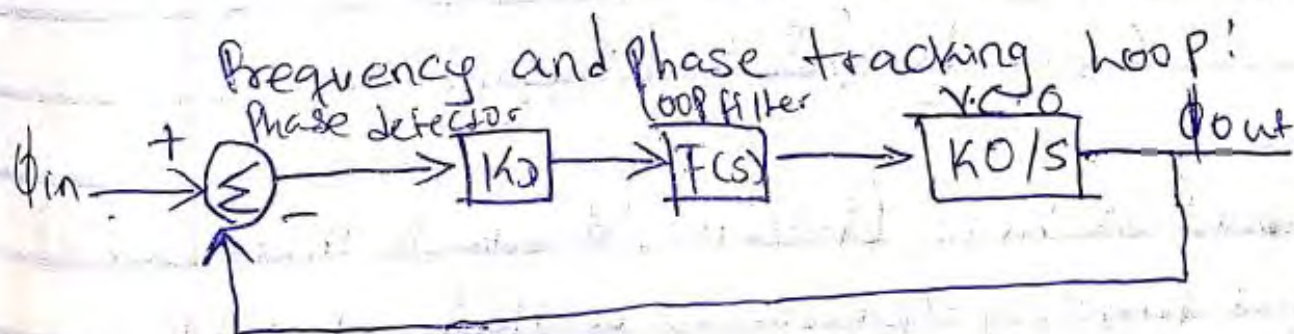 Frequency and Phase tracking Loop:
Phase detector
loop filter
V.C.O
ϕin
+
Σ
-
KD
F(s)
KO/S
ϕout